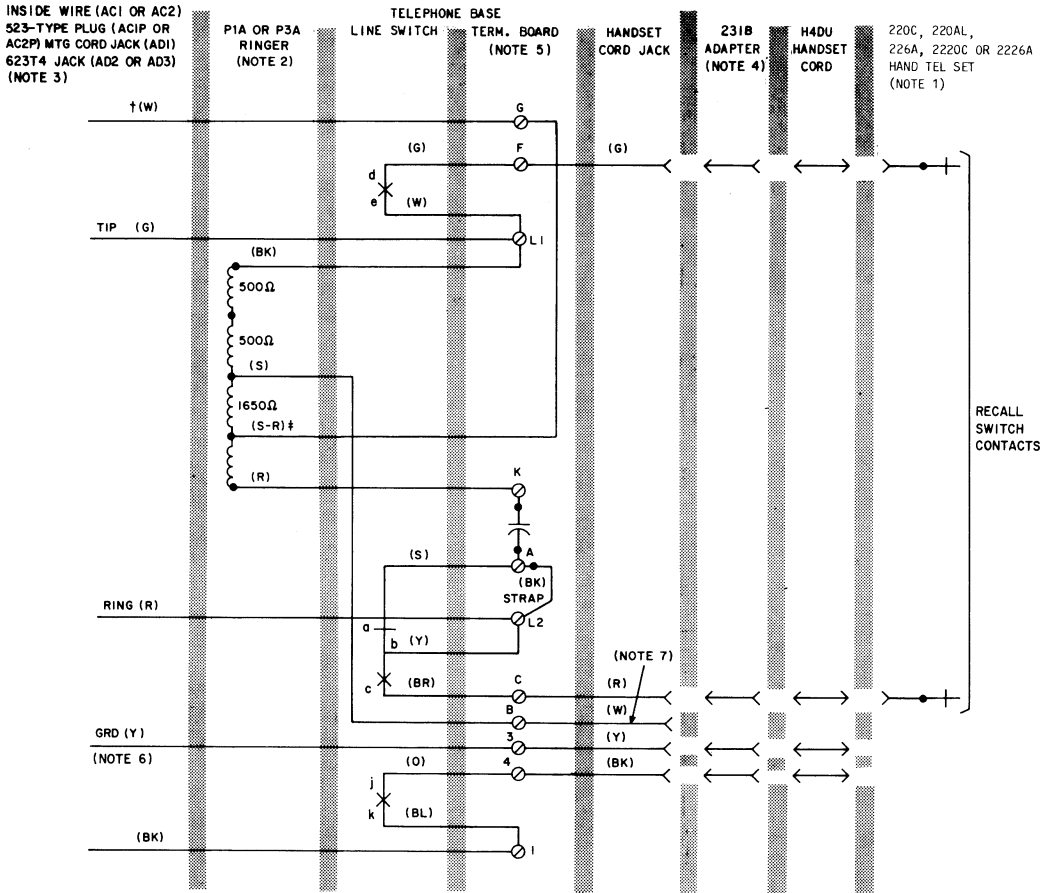 INSIDE WIRE (AC1 OR AC2)
523-TYPE PLUG (AC1P OR
AC2P) MTG CORD JACK (AD1)
623T4 JACK (AD2 OR AD3)
(NOTE 3)
P1A OR P3A
RINGER
(NOTE 2)
TELEPHONE BASE
LINE SWITCH
TERM. BOARD
(NOTE 5)
HANDSET
CORD JACK
231B
ADAPTER
(NOTE 4)
H4DU
HANDSET
CORD
220C, 220AL,
226A, 2220C OR 2226A
HAND TEL SET
(NOTE 1)
†(W)
G
(G)
F
(G)
d
e
(W)
TIP (G)
L1
(BK)
500Ω
500Ω
(S)
1650Ω
(S-R)‡
(R)
K
RECALL
SWITCH
CONTACTS
(S)
A
(BK)
STRAP
RING (R)
L2
a
b
(Y)
(NOTE 7)
c
(BR)
C
(R)
B
(W)
GRD (Y)
3
(Y)
(NOTE 6)
(O)
4
(BK)
j
k
(BL)
(BK)
1